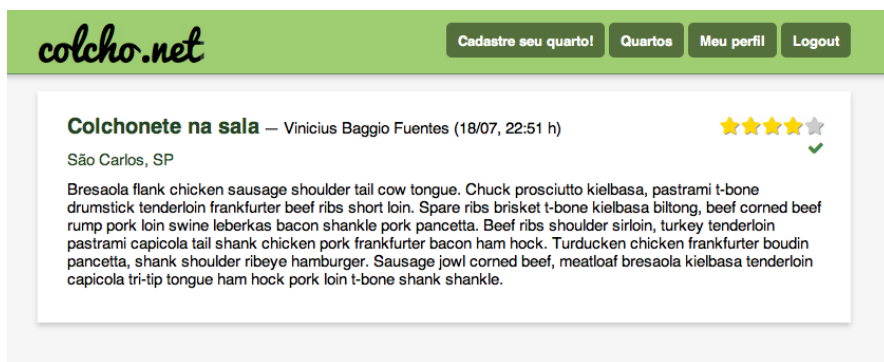 colcho.net
Cadastre seu quarto! Quartos Meu perfil Logout
Colchonete na sala — Vinicius Baggio Fuentes (18/07, 22:51 h)
São Carlos, SP
Bresaola flank chicken sausage shoulder tail cow tongue. Chuck prosciutto kielbasa, pastrami t-bone
drumstick tenderloin frankfurter beef ribs short loin. Spare ribs brisket t-bone kielbasa biltong, beef corned beef
rump pork loin swine leberkas bacon shankle pork pancetta. Beef ribs shoulder sirloin, turkey tenderloin
pastrami capicola tail shank chicken pork frankfurter bacon ham hock. Turducken chicken frankfurter boudin
pancetta, shank shoulder ribeye hamburger. Sausage jowl corned beef, meatloaf bresaola kielbasa tenderloin
capicola tri-tip tongue ham hock pork loin t-bone shank shankle.